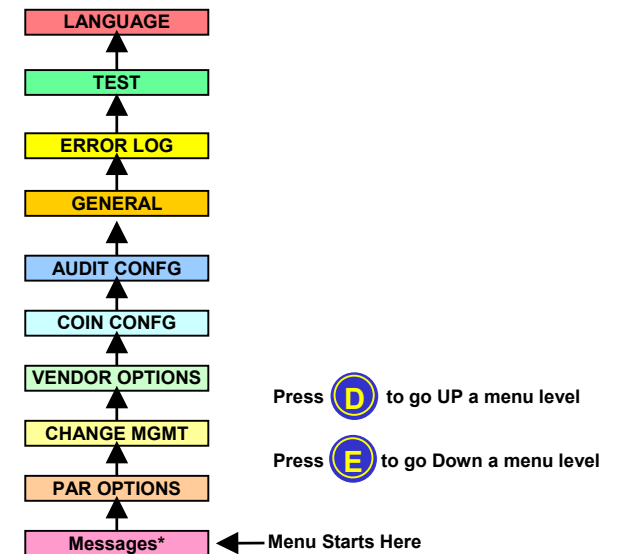 LANGUAGE
TEST
ERROR LOG
GENERAL
AUDIT CONFG
COIN CONFG
VENDOR OPTIONS
Press D to go UP a menu level
CHANGE MGMT
Press E to go Down a menu level
PAR OPTIONS
Messages* Menu Starts Here